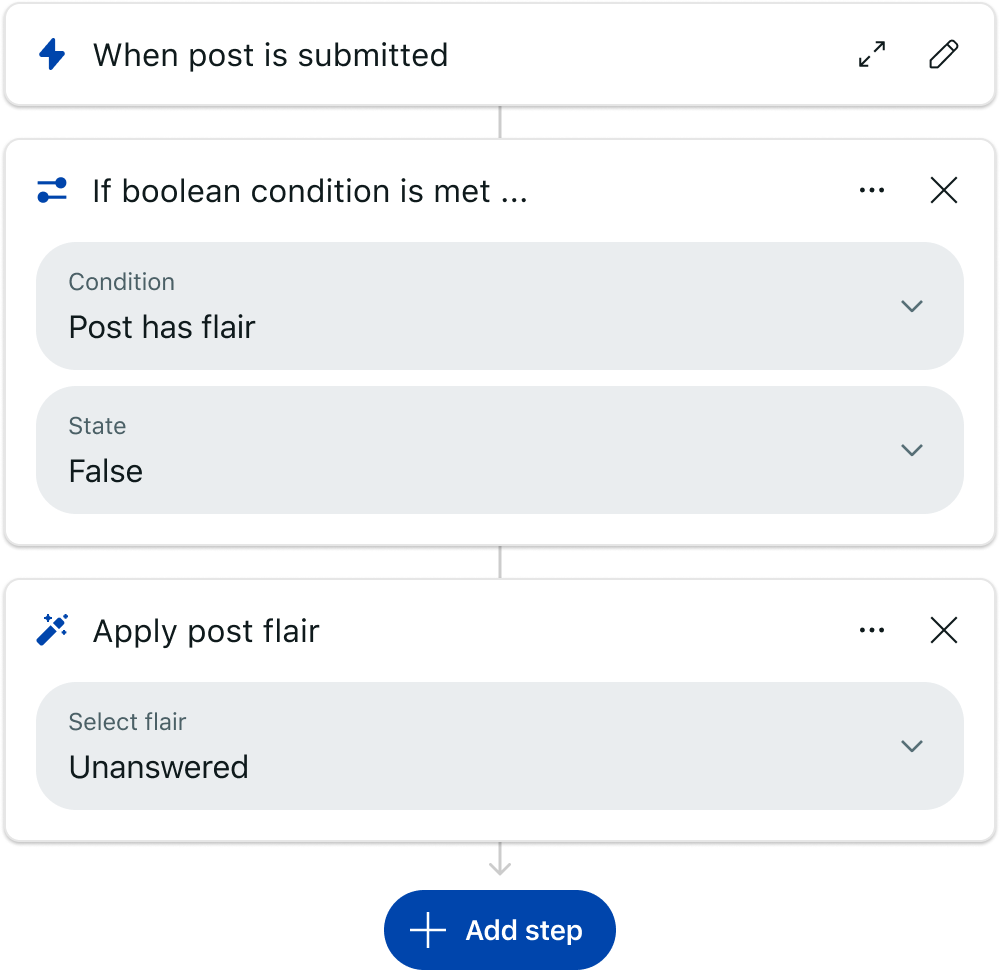 When post is submitted
If boolean condition is met ...
Condition
Post has flair
State
False
Apply post flair
Select flair
Unanswered
Add step